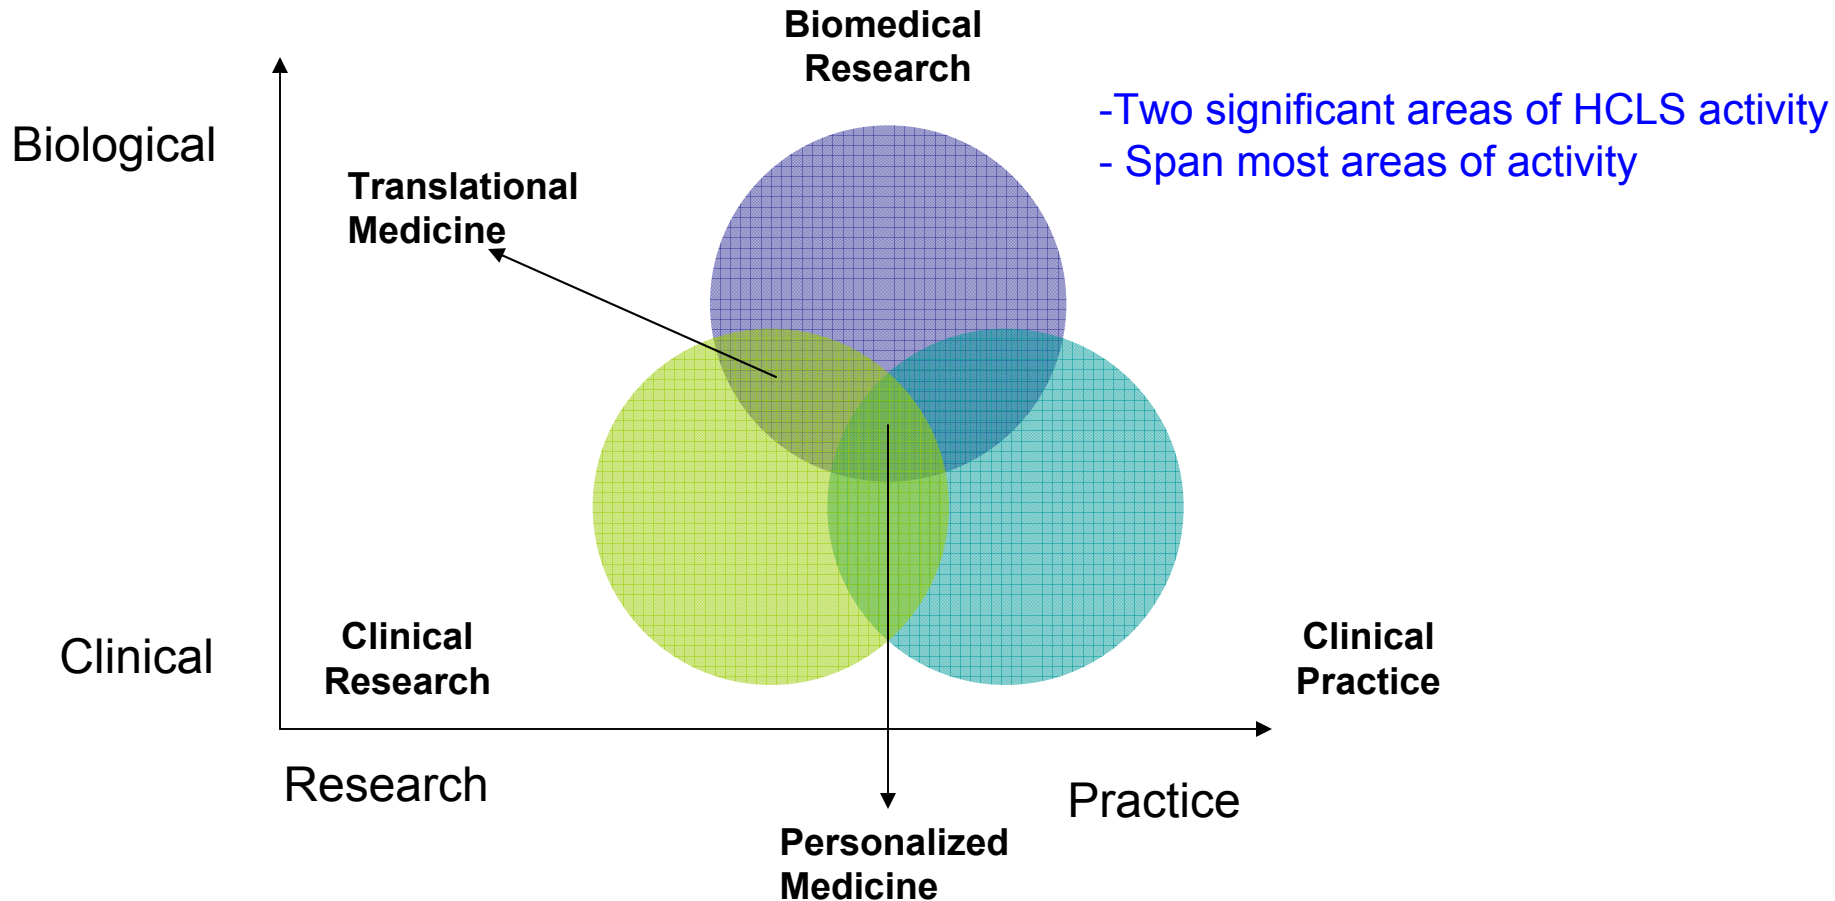 Biomedical
Research
-Two significant areas of HCLS activity
- Span most areas of activity
Biological
Translational
Medicine
Clinical
Clinical
Research
Clinical
Practice
Research
Practice
Personalized
Medicine